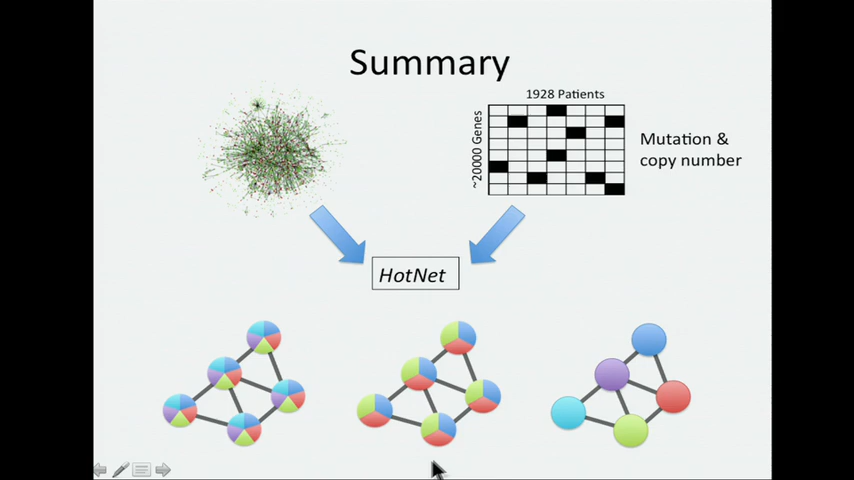 Summary
1928 Patients
~20000 Genes
Mutation &
copy number
HotNet